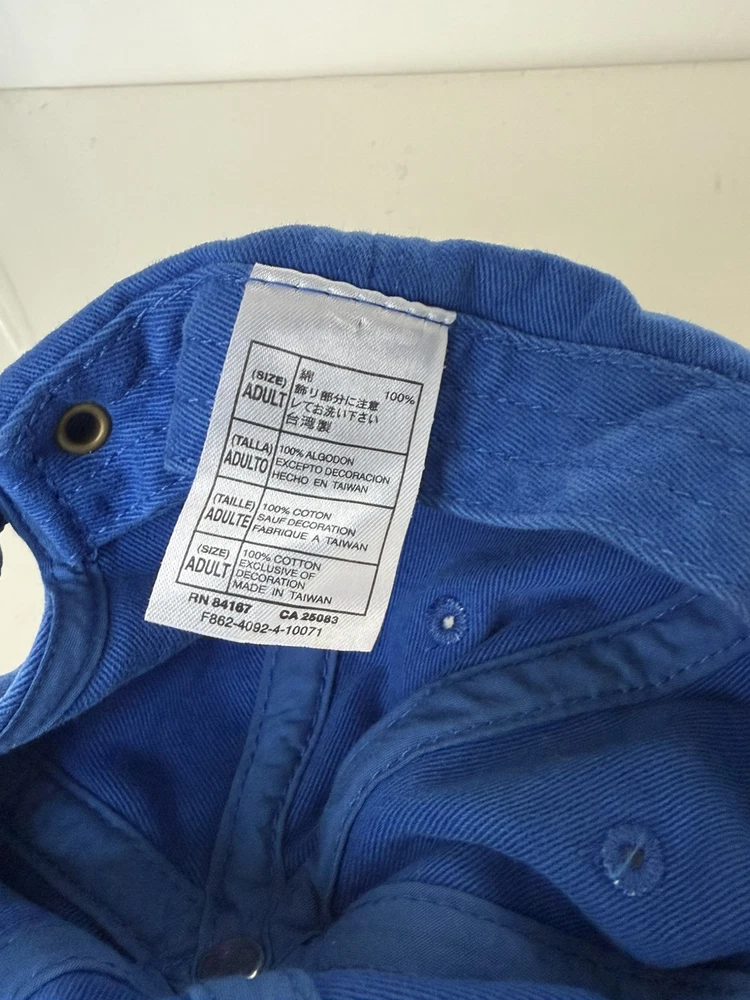 (SIZE)
ADULT
綿 100%
飾り部分に注意
してお洗い下さい
台湾製
(TALLA)
ADULTO
100% ALGODON
EXCEPTO DECORACION
HECHO EN TAIWAN
(TAILLE)
ADULTE
100% COTON
SAUF DECORATION
FABRIQUE A TAIWAN
(SIZE)
ADULT
100% COTTON
EXCLUSIVE OF
DECORATION
MADE IN TAIWAN
RN 84167 CA 25083
F862-4092-4-10071